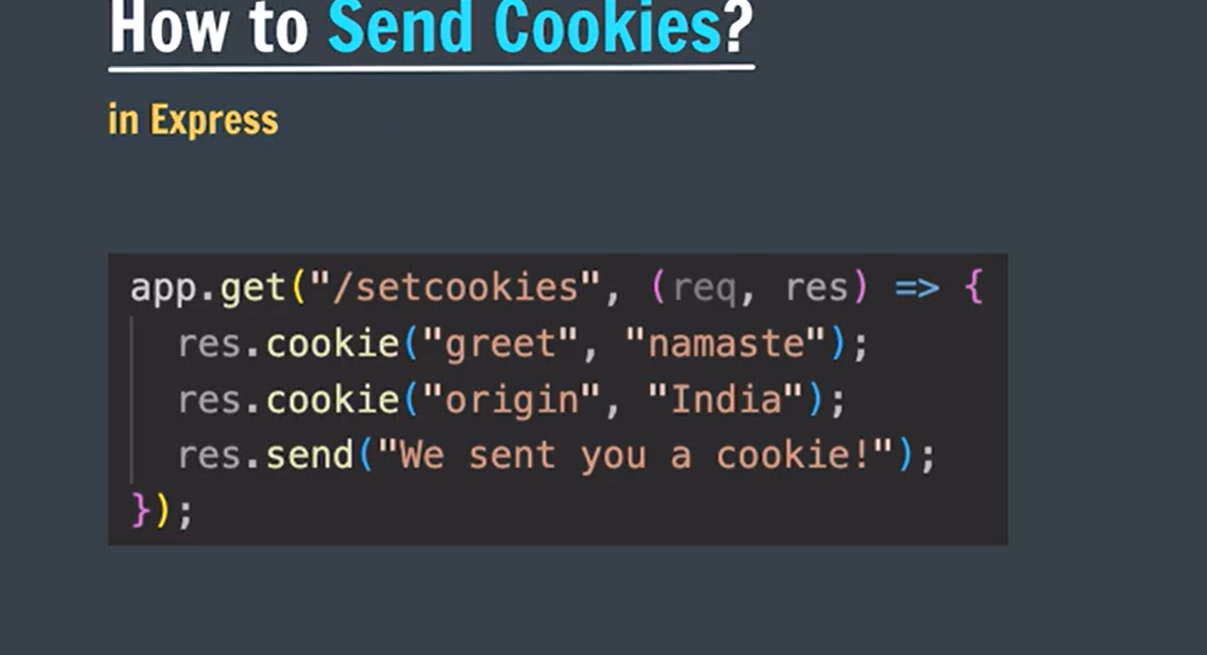 How to Send Cookies?
in Express
app.get("/setcookies", (req, res) => {
  res.cookie("greet", "namaste");
  res.cookie("origin", "India");
  res.send("We sent you a cookie!");
});